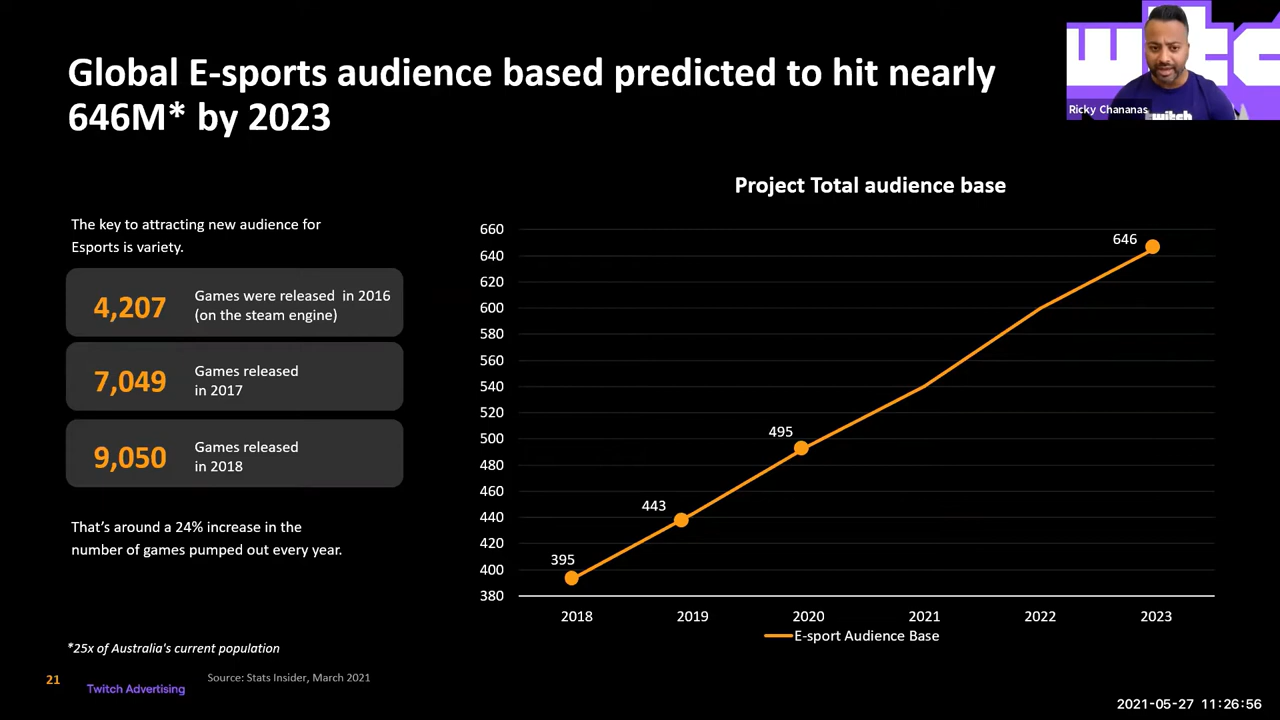 Global E-sports audience based predicted to hit nearly
646M* by 2023
Ricky Chananas
twitch
The key to attracting new audience for
Esports is variety.
4,207
Games were released in 2016
(on the steam engine)
7,049
Games released
in 2017
9,050
Games released
in 2018
That's around a 24% increase in the
number of games pumped out every year.
Project Total audience base
660
640
620
600
580
560
540
520
500
480
460
440
420
400
380
395
443
495
646
2018
2019
2020
2021
2022
2023
E-sport Audience Base
*25x of Australia's current population
21
Twitch Advertising
Source: Stats Insider, March 2021
2021-05-27 11:26:56